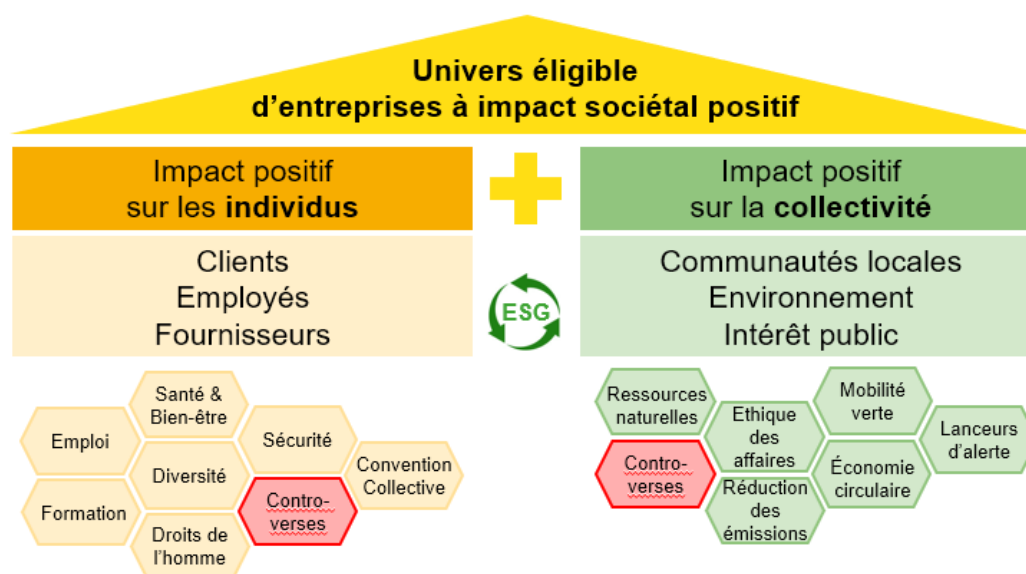 Univers éligible
d'entreprises à impact sociétal positif
Impact positif
sur les individus
Impact positif
sur la collectivité
Clients
Employés
Fournisseurs
ESG
Communautés locales
Environnement
Intérêt public
Santé &
Bien-être
Emploi
Sécurité
Diversité
Convention
Collective
Formation
Contro-
verses
Droits de
l'homme
Ressources
naturelles
Mobilité
verte
Ethique
des
affaires
Lanceurs
d'alerte
Contro-
verses
Économie
circulaire
Réduction
des
émissions